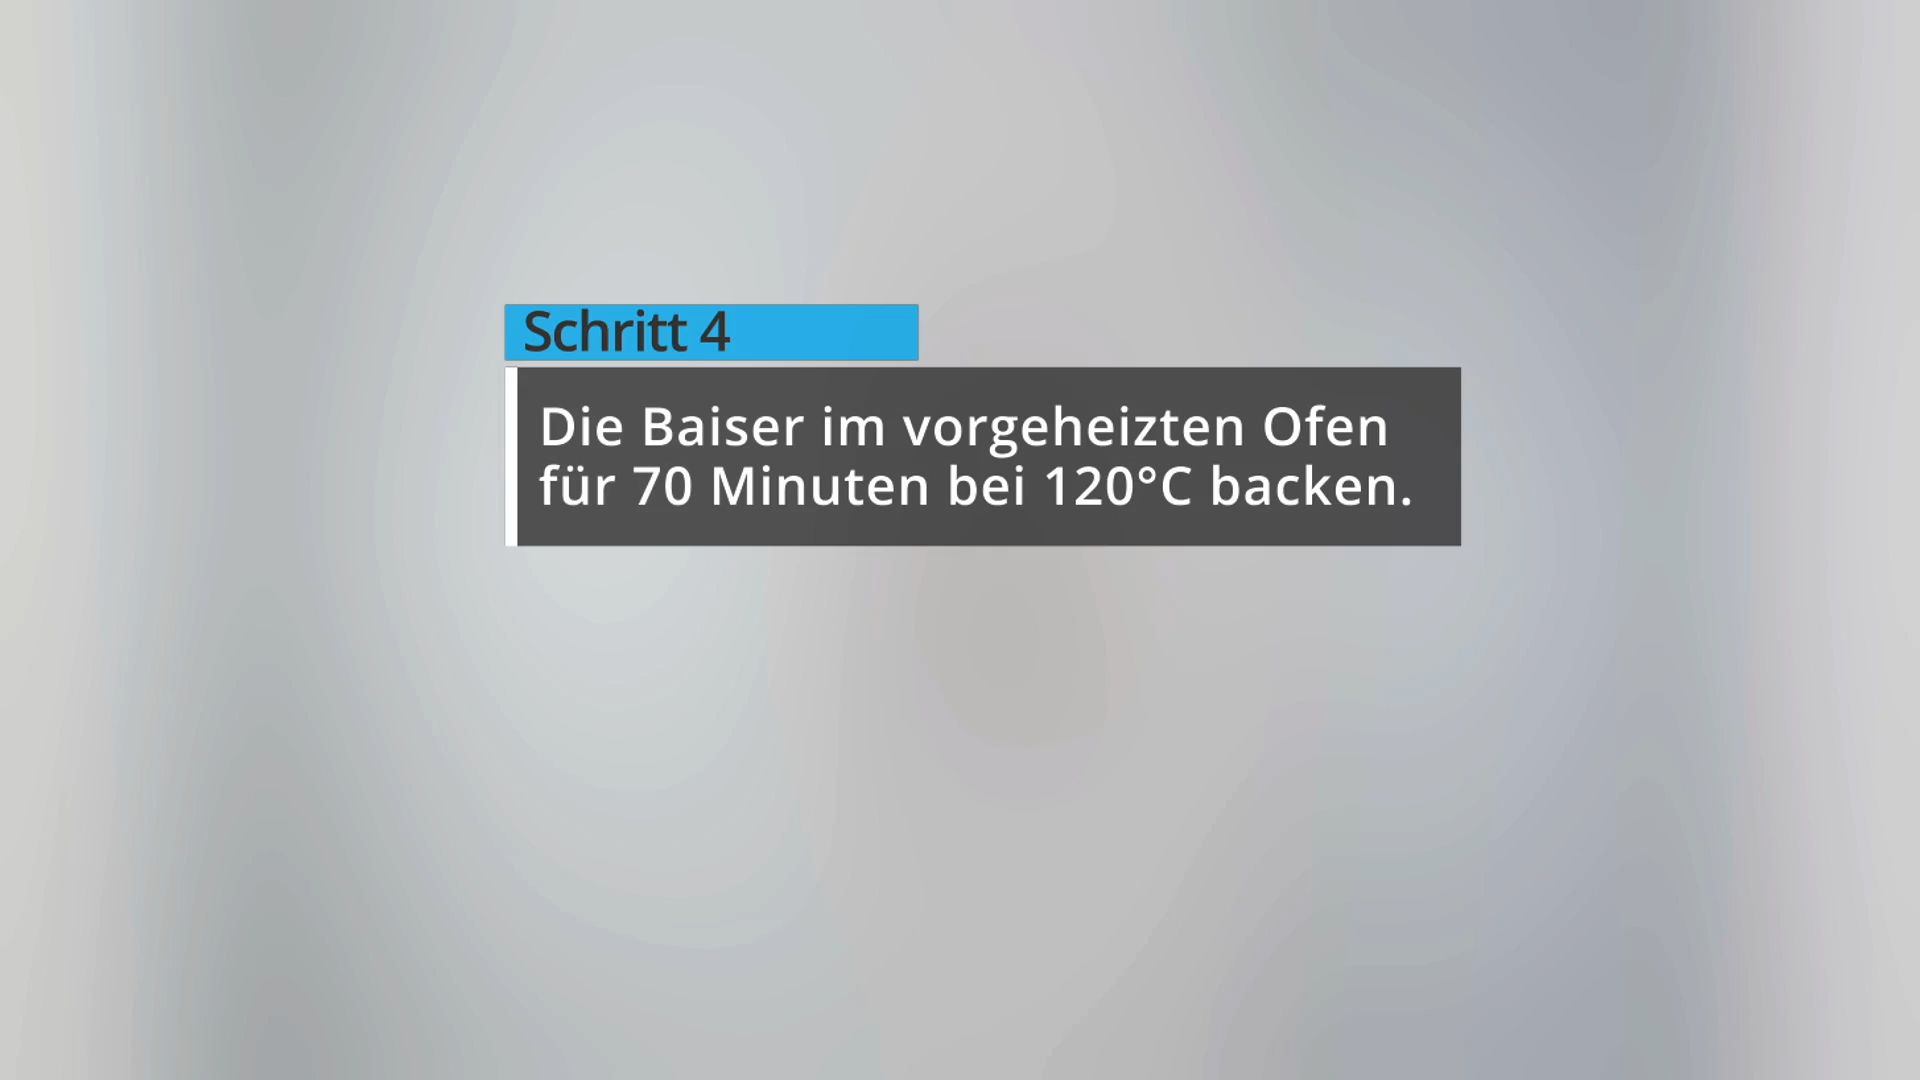 Schritt 4
Die Baiser im vorgeheizten Ofen
für 70 Minuten bei 120°C backen.